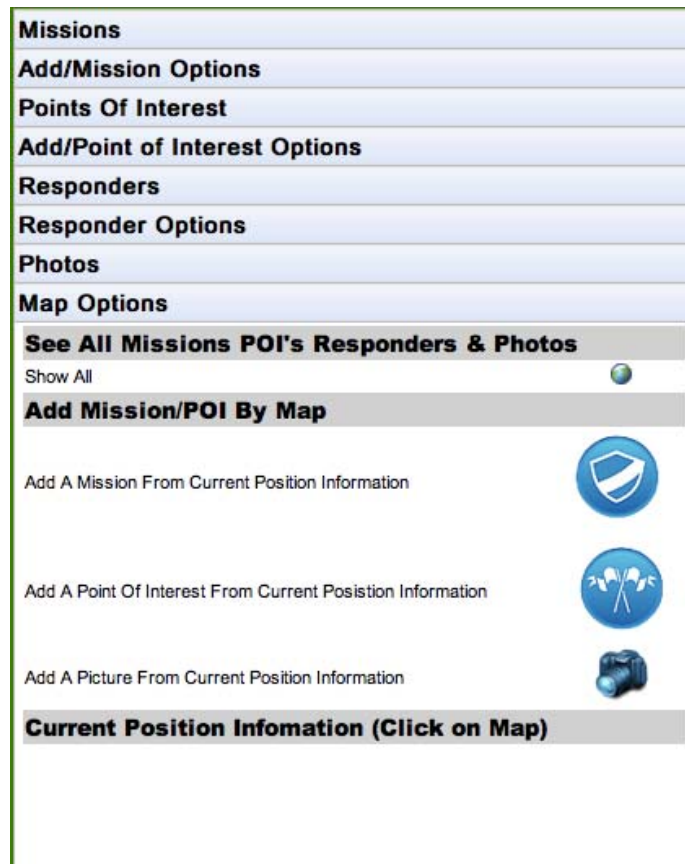 Missions
Add/Mission Options
Points Of Interest
Add/Point of Interest Options
Responders
Responder Options
Photos
Map Options
See All Missions POI's Responders & Photos
Show All
Add Mission/POI By Map
Add A Mission From Current Position Information
Add A Point Of Interest From Current Posistion Information
Add A Picture From Current Position Information
Current Position Infomation (Click on Map)